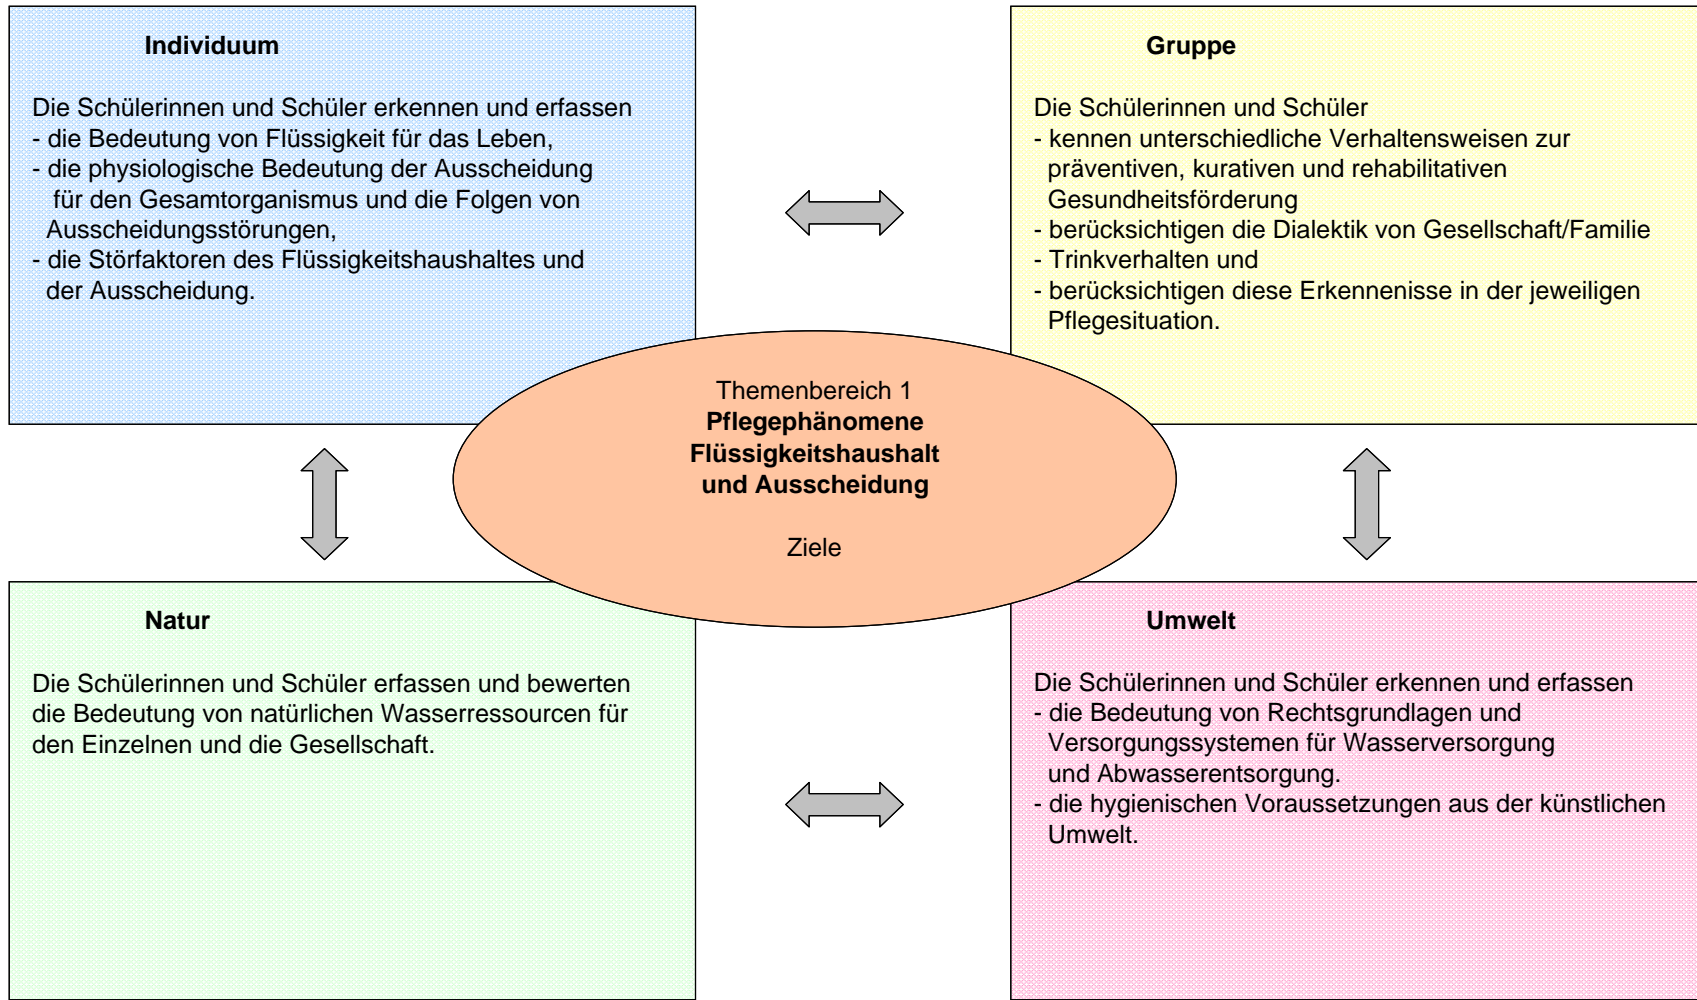 Individuum
Die Schülerinnen und Schüler erkennen und erfassen
- die Bedeutung von Flüssigkeit für das Leben,
- die physiologische Bedeutung der Ausscheidung
für den Gesamtorganismus und die Folgen von
Ausscheidungsstörungen,
- die Störfaktoren des Flüssigkeitshaushaltes und
der Ausscheidung.
Gruppe
Die Schülerinnen und Schüler
- kennen unterschiedliche Verhaltensweisen zur
präventiven, kurativen und rehabilitativen
Gesundheitsförderung
- berücksichtigen die Dialektik von Gesellschaft/Familie
- Trinkverhalten und
- berücksichtigen diese Erkennenisse in der jeweiligen
Pflegesituation.
Themenbereich 1
Pflegephänomene
Flüssigkeitshaushalt
und Ausscheidung
Ziele
Natur
Die Schülerinnen und Schüler erfassen und bewerten
die Bedeutung von natürlichen Wasserressourcen für
den Einzelnen und die Gesellschaft.
Umwelt
Die Schülerinnen und Schüler erkennen und erfassen
- die Bedeutung von Rechtsgrundlagen und
Versorgungssystemen für Wasserversorgung
und Abwasserentsorgung.
- die hygienischen Voraussetzungen aus der künstlichen
Umwelt.